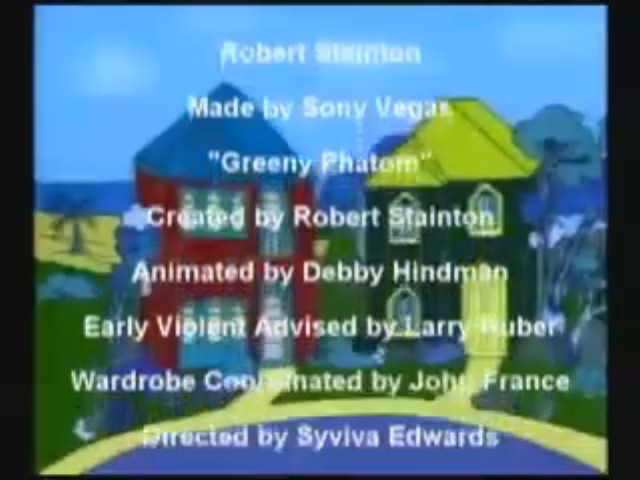 Robert Stainton
Made by Sony Vegas
"Greeny Phatom"
Created by Robert Stainton
Animated by Debby Hindman
Early Violent Advised by Larry Huber
Wardrobe Coordinated by John France
Directed by Syviva Edwards